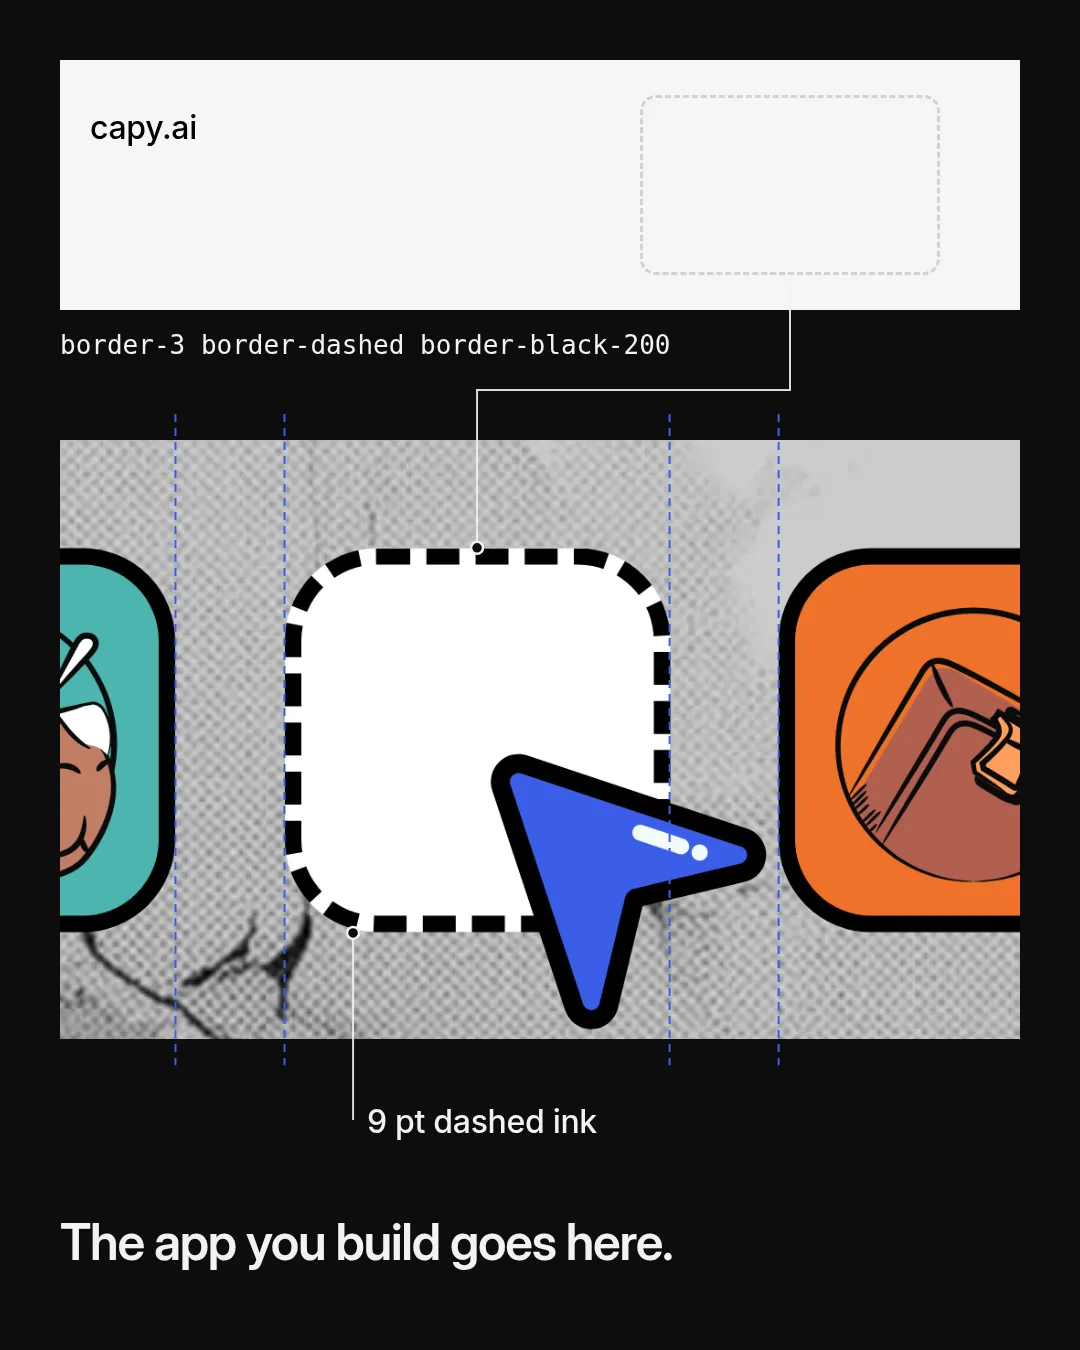 capy.ai
border-3 border-dashed border-black-200
9 pt dashed ink
The app you build goes here.